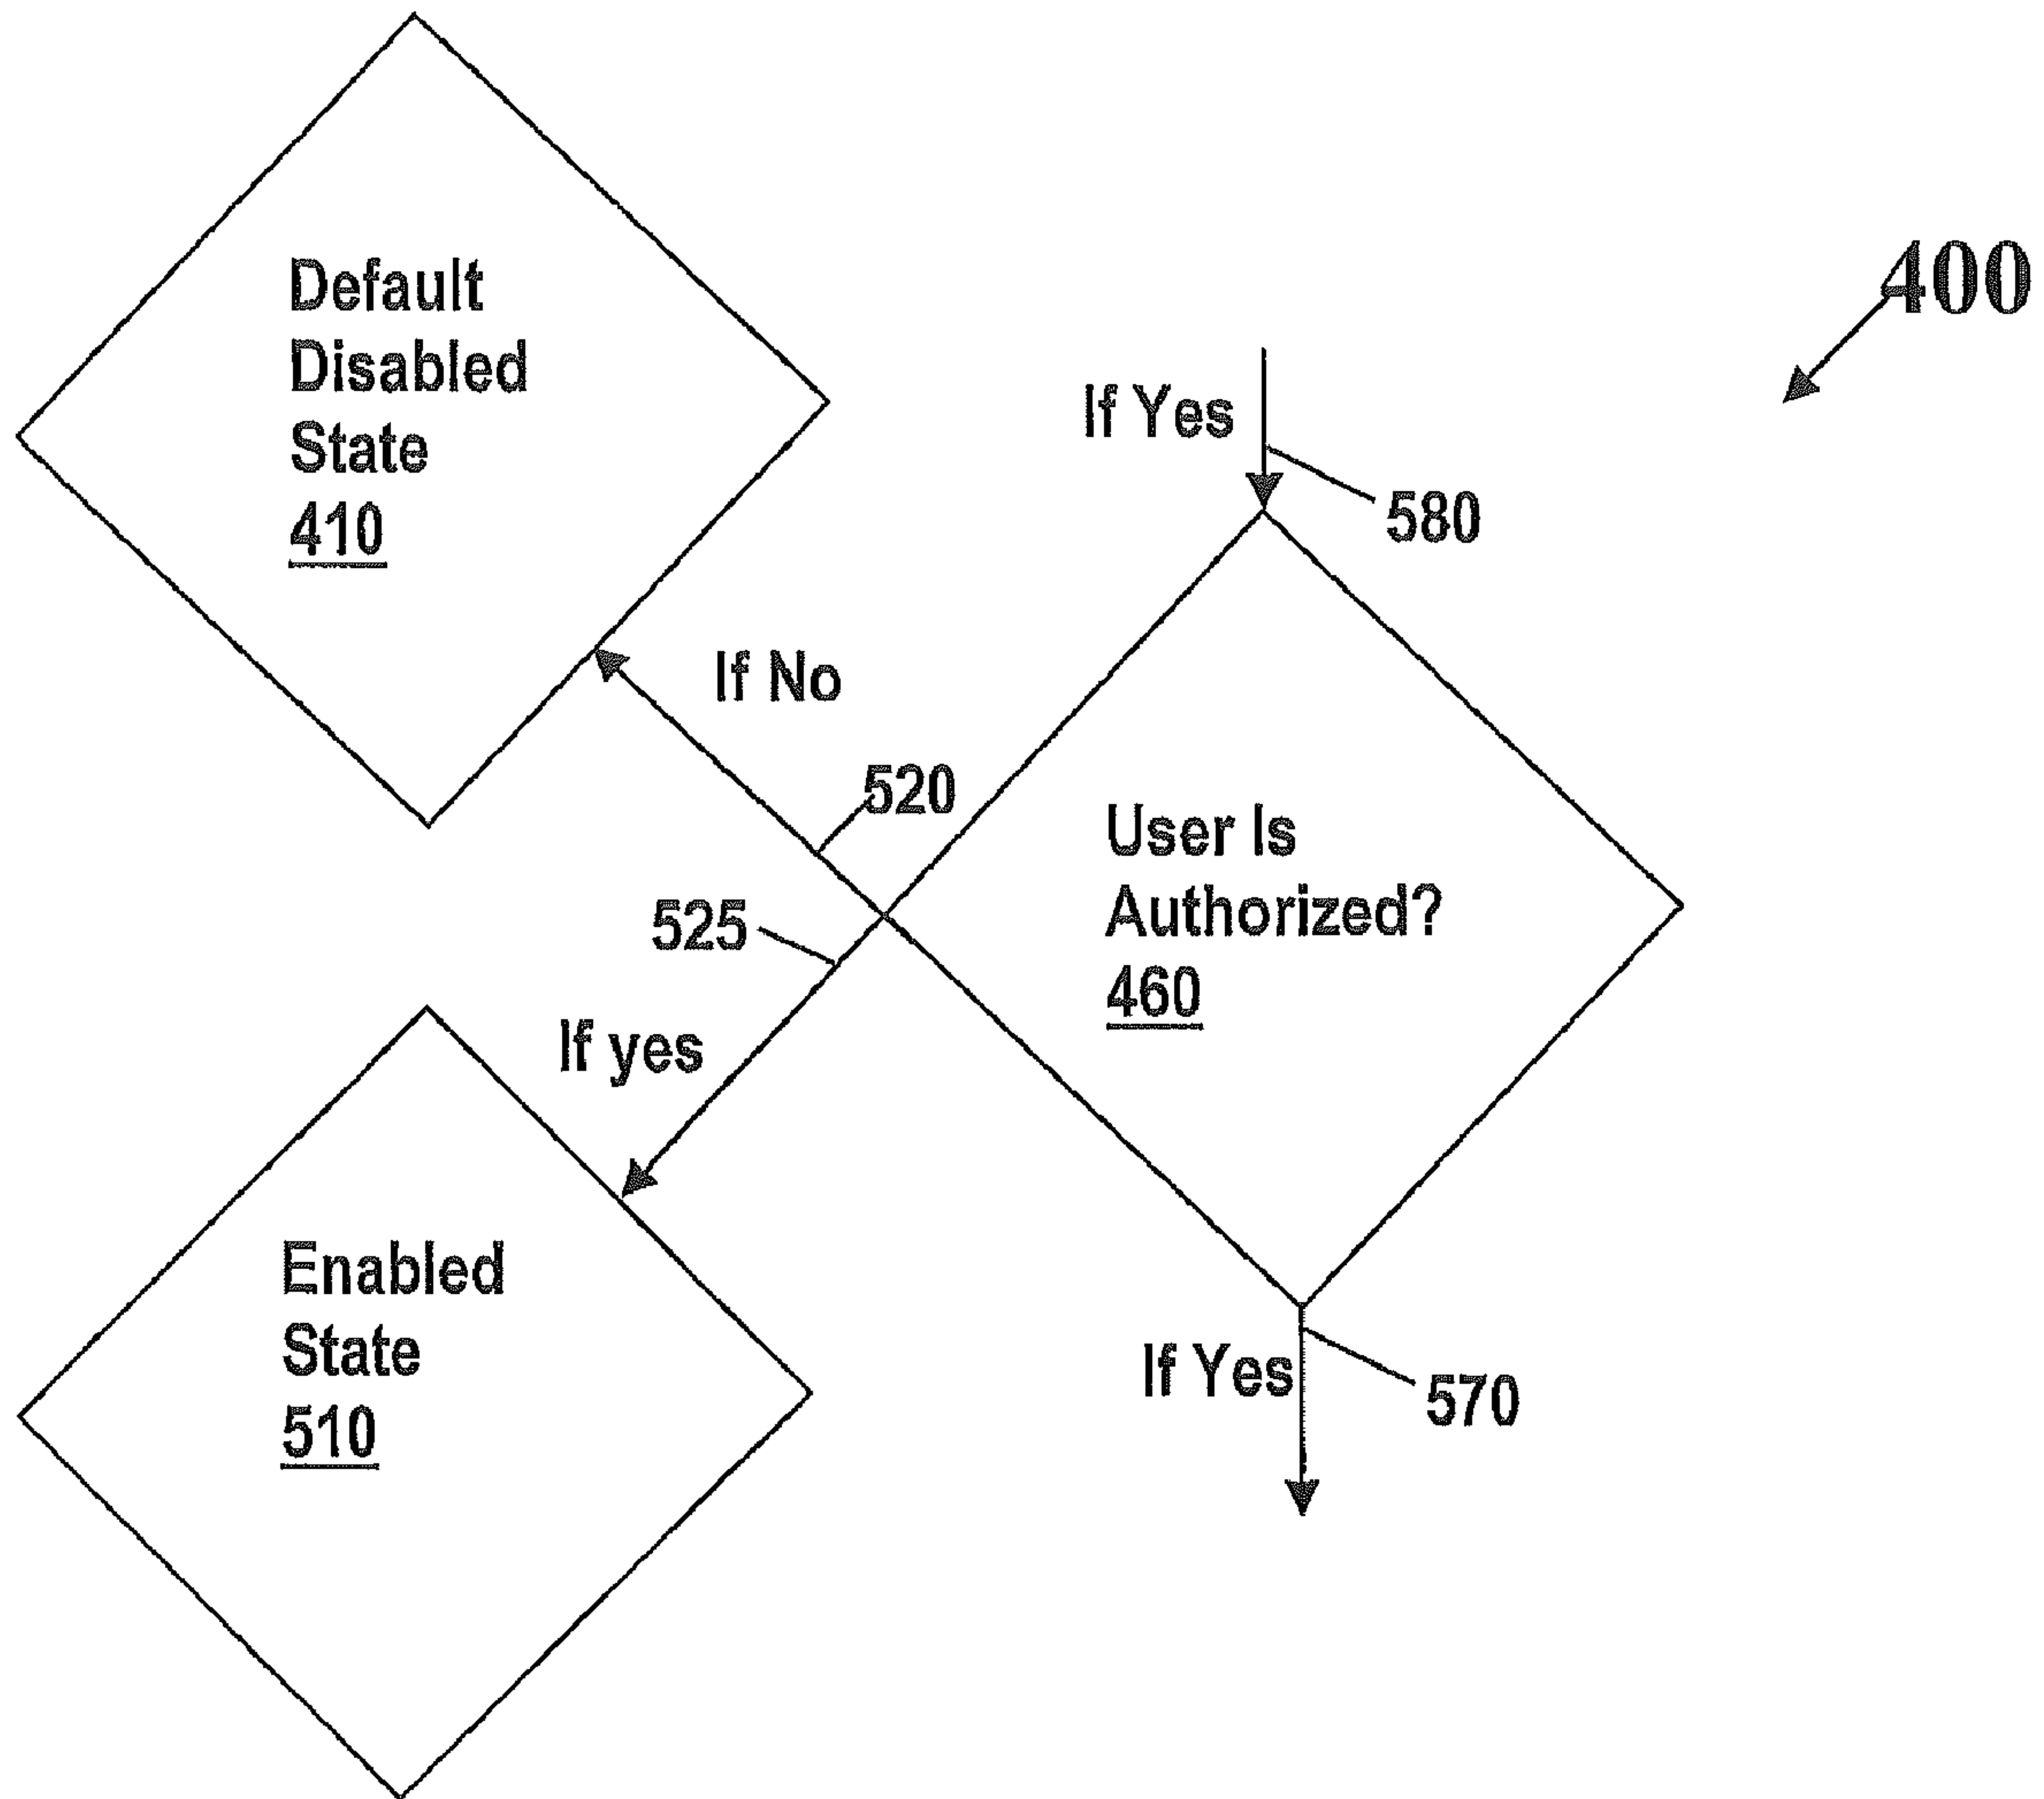 Default
Disabled
State
410
400
If Yes
580
If No
520
User Is
Authorized?
460
525
If yes
Enabled
State
510
If Yes
570